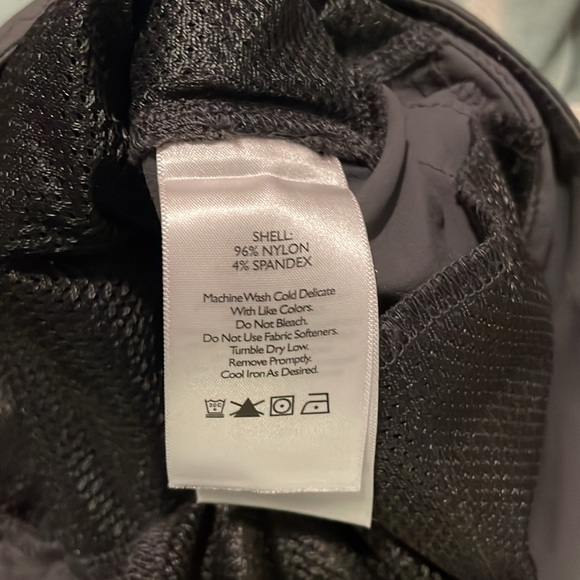 SHELL:
96% NYLON
4% SPANDEX
Machine Wash Cold Delicate
With Like Colors.
Do Not Bleach.
Do Not Use Fabric Softeners.
Tumble Dry Low.
Remove Promptly.
Cool Iron As Desired.